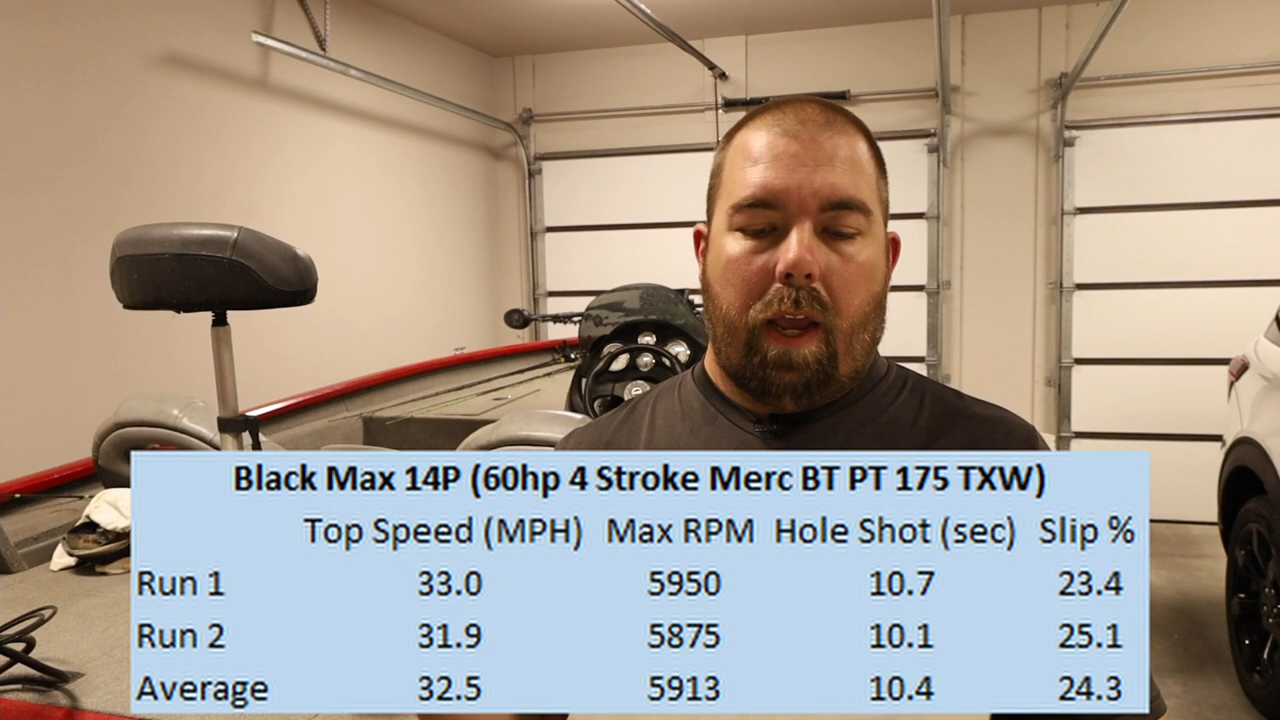 Black Max 14P (60hp 4 Stroke Merc BT PT 175 TXW)
Top Speed (MPH) Max RPM Hole Shot (sec) Slip %
Run 1 33.0 5950 10.7 23.4
Run 2 31.9 5875 10.1 25.1
Average 32.5 5913 10.4 24.3